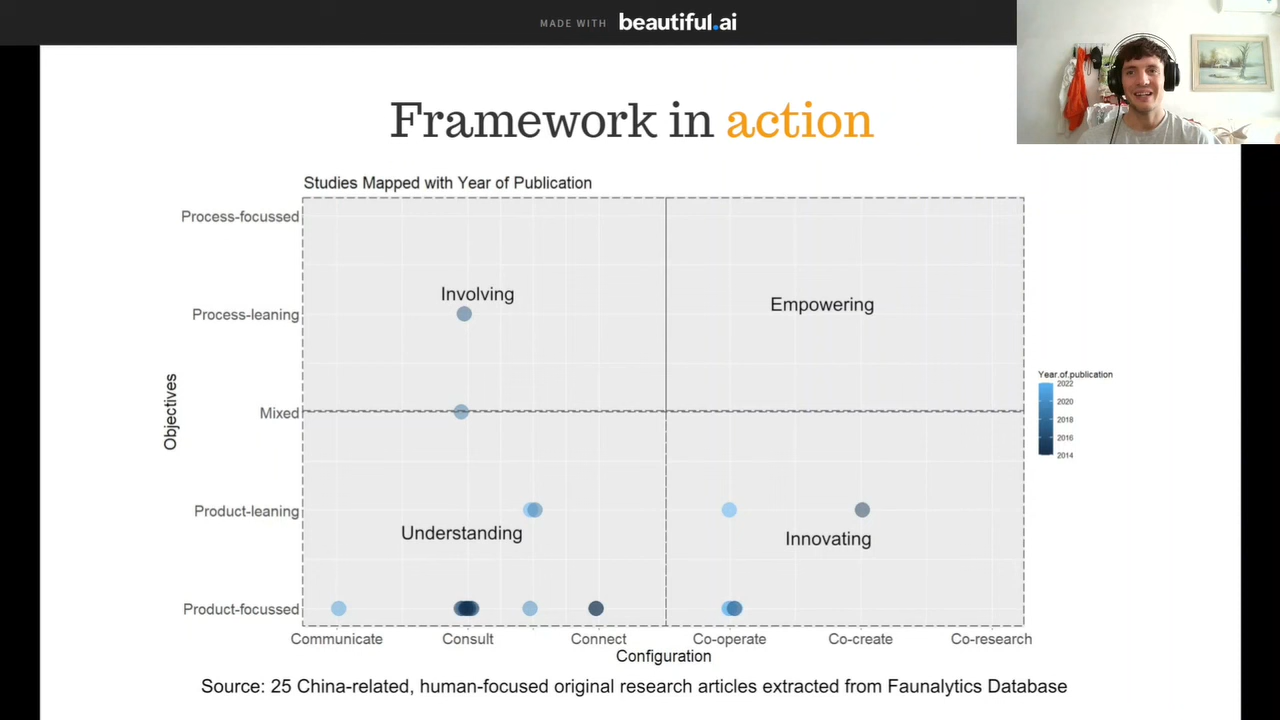 MADE WITH beautiful.ai
Framework in action
Studies Mapped with Year of Publication
Process-focussed
Process-leaning
Mixed
Product-leaning
Product-focussed
Objectives
Involving
Empowering
Understanding
Innovating
Year.of.publication
2022
2020
2018
2016
2014
Communicate Consult Connect Co-operate Co-create Co-research
Configuration
Source: 25 China-related, human-focused original research articles extracted from Faunalytics Database